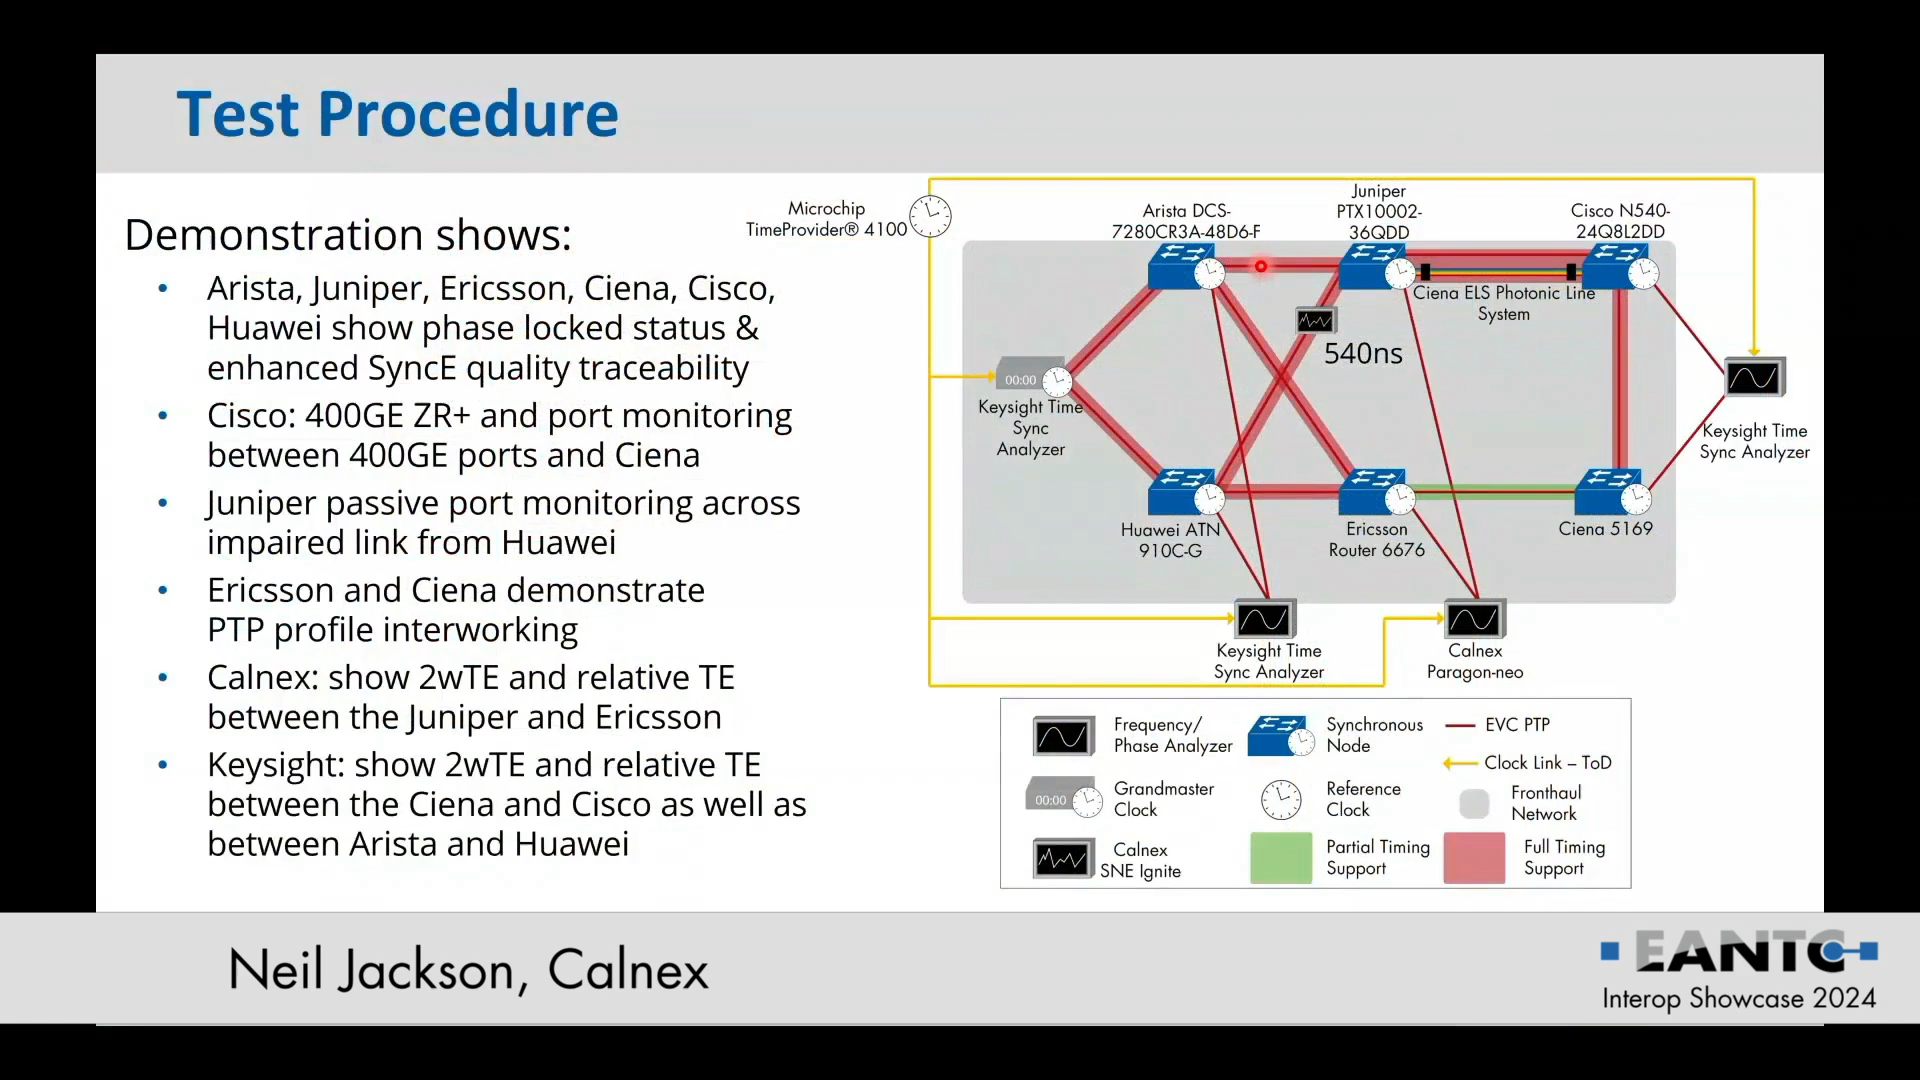 Test Procedure
Demonstration shows:
• Arista, Juniper, Ericsson, Ciena, Cisco,
Huawei show phase locked status &
enhanced SyncE quality traceability
• Cisco: 400GE ZR+ and port monitoring
between 400GE ports and Ciena
• Juniper passive port monitoring across
impaired link from Huawei
• Ericsson and Ciena demonstrate
PTP profile interworking
• Calnex: show 2wTE and relative TE
between the Juniper and Ericsson
• Keysight: show 2wTE and relative TE
between the Ciena and Cisco as well as
between Arista and Huawei
Microchip
TimeProvider® 4100
Arista DCS-
7280CR3A-48D6-F
Juniper
PTX10002-
36QDD
Cisco N540-
24Q8L2DD
Ciena ELS Photonic Line
System
540ns
00:00
Keysight Time
Sync
Analyzer
Keysight Time
Sync Analyzer
Huawei ATN
910C-G
Ericsson
Router 6676
Ciena 5169
Keysight Time
Sync Analyzer
Calnex
Paragon-neo
Frequency/
Phase Analyzer
Synchronous
Node
EVC PTP
Clock Link – ToD
00:00
Grandmaster
Clock
Reference
Clock
Fronthaul
Network
Calnex
SNE Ignite
Partial Timing
Support
Full Timing
Support
Neil Jackson, Calnex
EANTC
Interop Showcase 2024